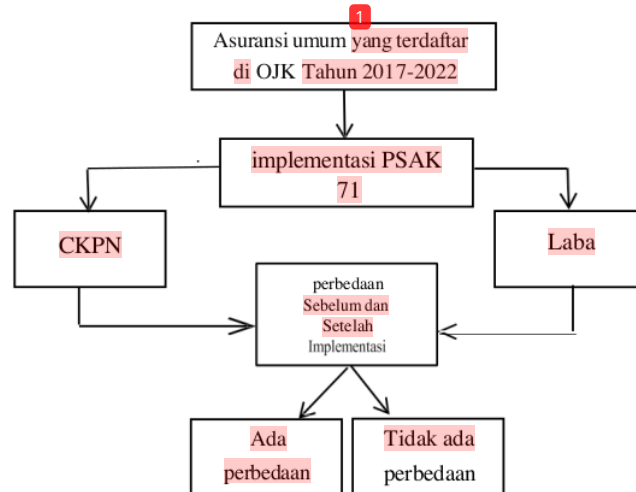 1
Asuransi umum yang terdaftar
di OJK Tahun 2017-2022
implementasi PSAK
71
CKPN
Laba
perbedaan
Sebelum dan
Setelah
Implementasi
Ada
perbedaan
Tidak ada
perbedaan